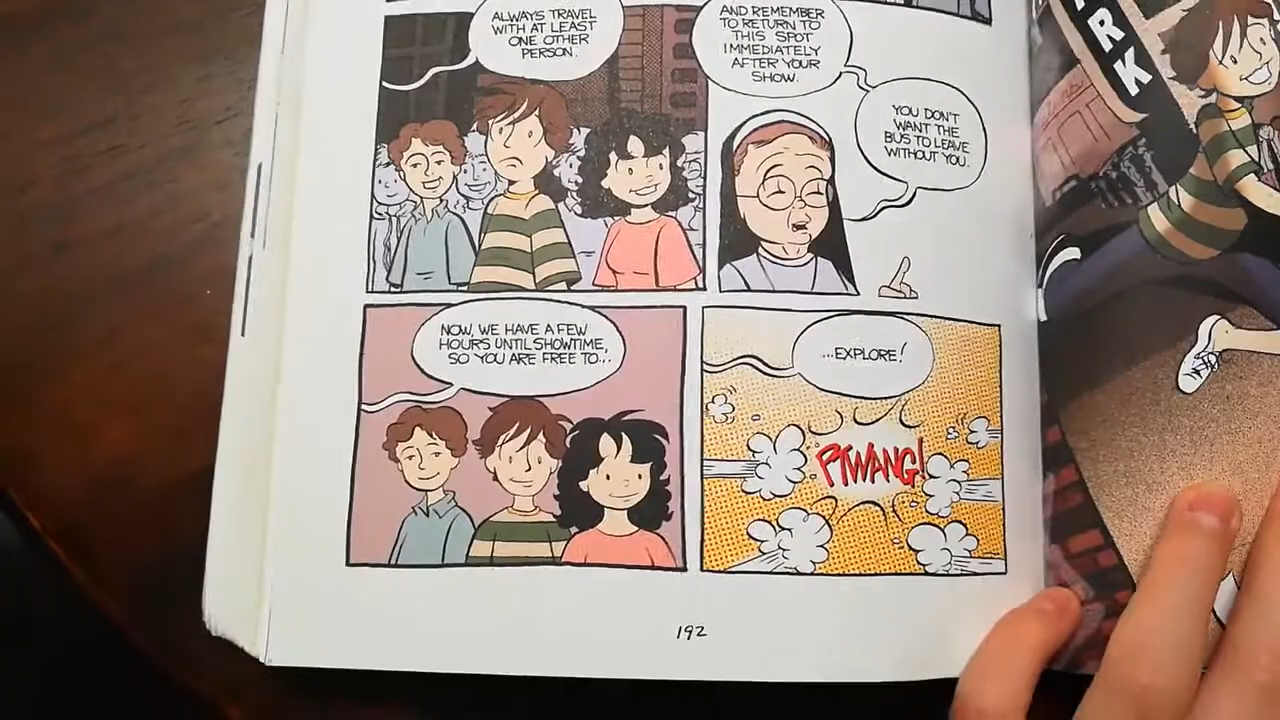 ALWAYS TRAVEL
WITH AT LEAST
ONE OTHER
PERSON.
AND REMEMBER
TO RETURN TO
THIS SPOT
IMMEDIATELY
AFTER YOUR
SHOW.
YOU DON'T
WANT THE
BUS TO LEAVE
WITHOUT YOU.
NOW, WE HAVE A FEW
HOURS UNTIL SHOWTIME,
SO YOU ARE FREE TO...
...EXPLORE!
PTWANG!
192
RK